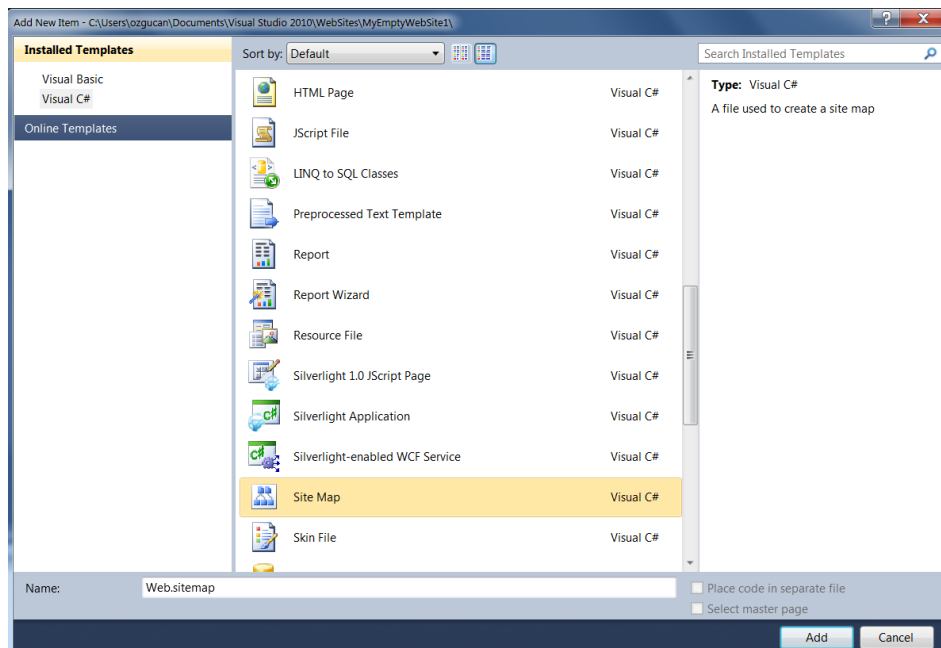 Add New Item - C:\Users\ozgucan\Documents\Visual Studio 2010\WebSites\MyEmptyWebSite1\
Installed Templates
Visual Basic
Visual C#
Online Templates
Sort by: Default
Search Installed Templates
HTML Page Visual C#
JScript File Visual C#
LINQ to SQL Classes Visual C#
Preprocessed Text Template Visual C#
Report Visual C#
Report Wizard Visual C#
Resource File Visual C#
Silverlight 1.0 JScript Page Visual C#
Silverlight Application Visual C#
Silverlight-enabled WCF Service Visual C#
Site Map Visual C#
Skin File Visual C#
Type: Visual C#
A file used to create a site map
Name: Web.sitemap
Place code in separate file
Select master page
Add Cancel